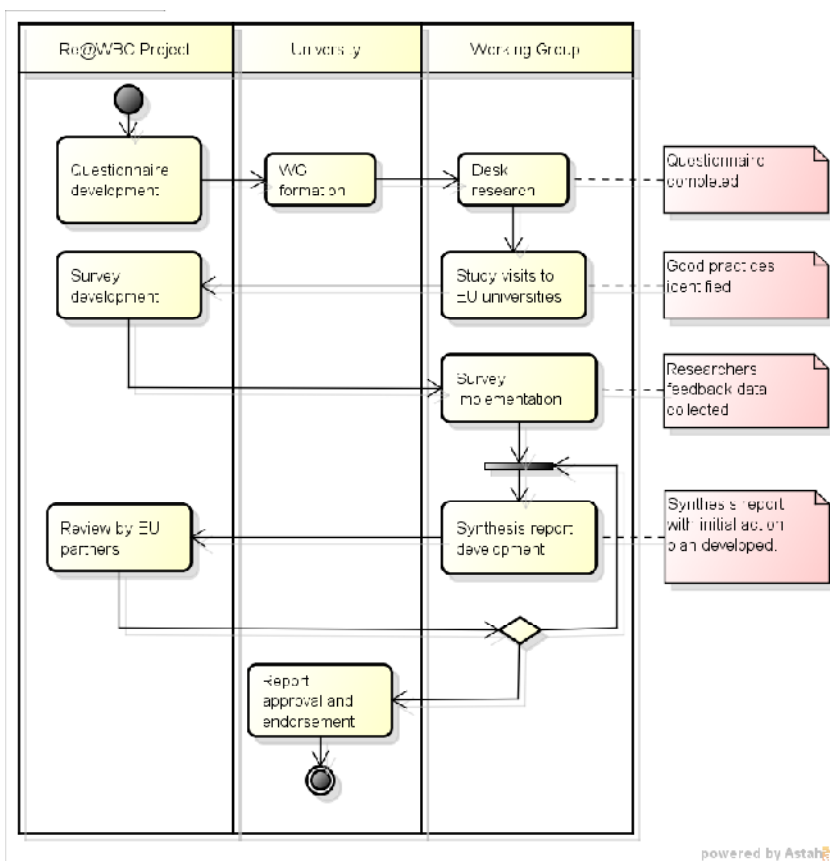 Re@WBC Project
University
Working Group
Questionnaire
development
WG
formation
Desk
research
Questionnaire
completed
Survey
development
Study visits to
EU universities
Good practices
identified
Survey
implementation
Researchers
feedback data
collected
Review by EU
partners
Synthesis report
development
Synthesis report
with initial action
plan developed.
Report
approval and
endorsement
powered by Astah